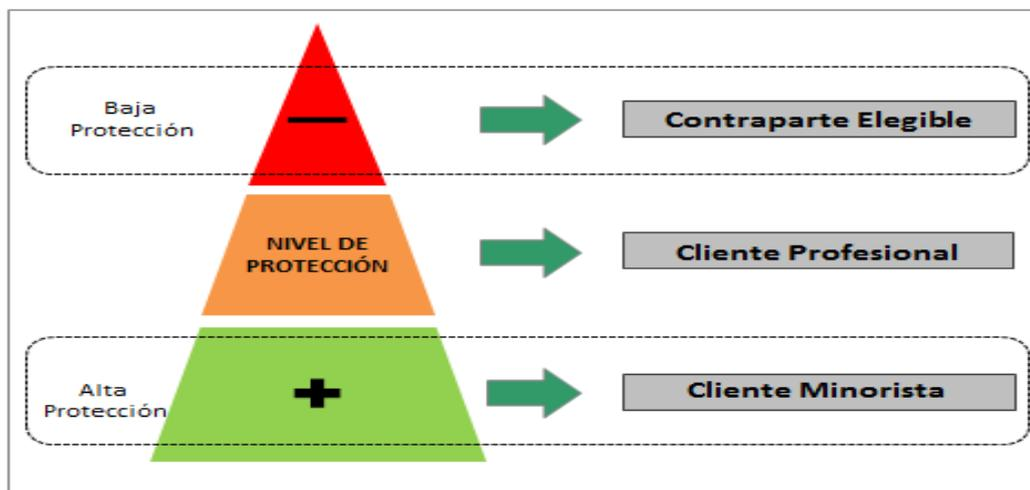 Baja
Protección
—
Contraparte Elegible
NIVEL DE
PROTECCIÓN
Cliente Profesional
Alta
Protección
+
Cliente Minorista